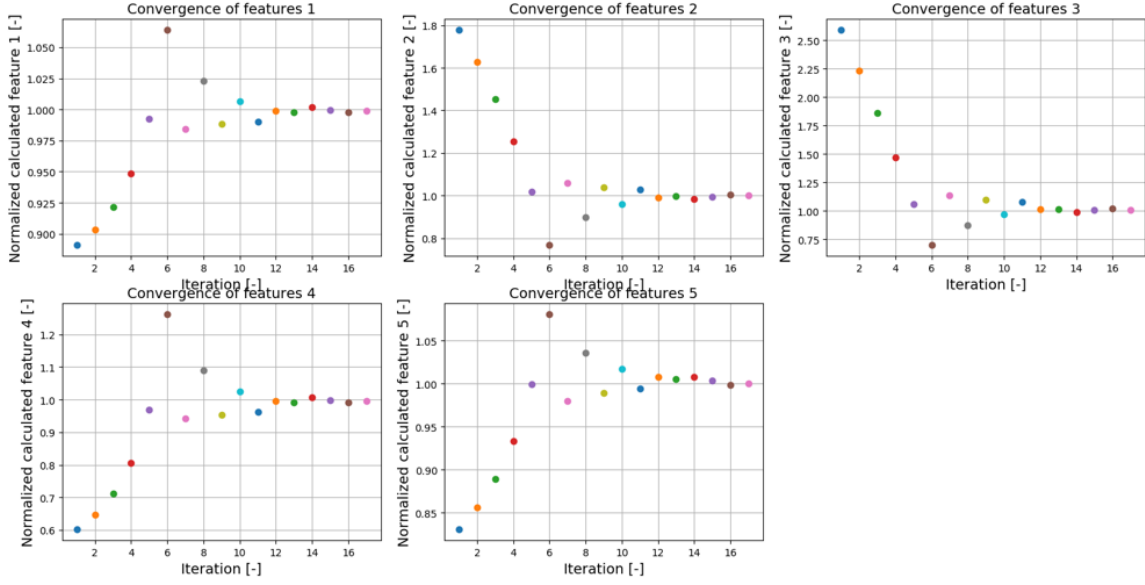 Convergence of features 1
Normalized calculated feature 1 [-]
1.050
1.025
1.000
0.975
0.950
0.925
0.900
2 4 6 8 10 12 14 16
Iteration [-]
Convergence of features 2
Normalized calculated feature 2 [-]
1.8
1.6
1.4
1.2
1.0
0.8
2 4 6 8 10 12 14 16
Iteration [-]
Convergence of features 3
Normalized calculated feature 3 [-]
2.50
2.25
2.00
1.75
1.50
1.25
1.00
0.75
2 4 6 8 10 12 14 16
Iteration [-]
Convergence of features 4
Normalized calculated feature 4 [-]
1.2
1.1
1.0
0.9
0.8
0.7
0.6
2 4 6 8 10 12 14 16
Iteration [-]
Convergence of features 5
Normalized calculated feature 5 [-]
1.05
1.00
0.95
0.90
0.85
2 4 6 8 10 12 14 16
Iteration [-]